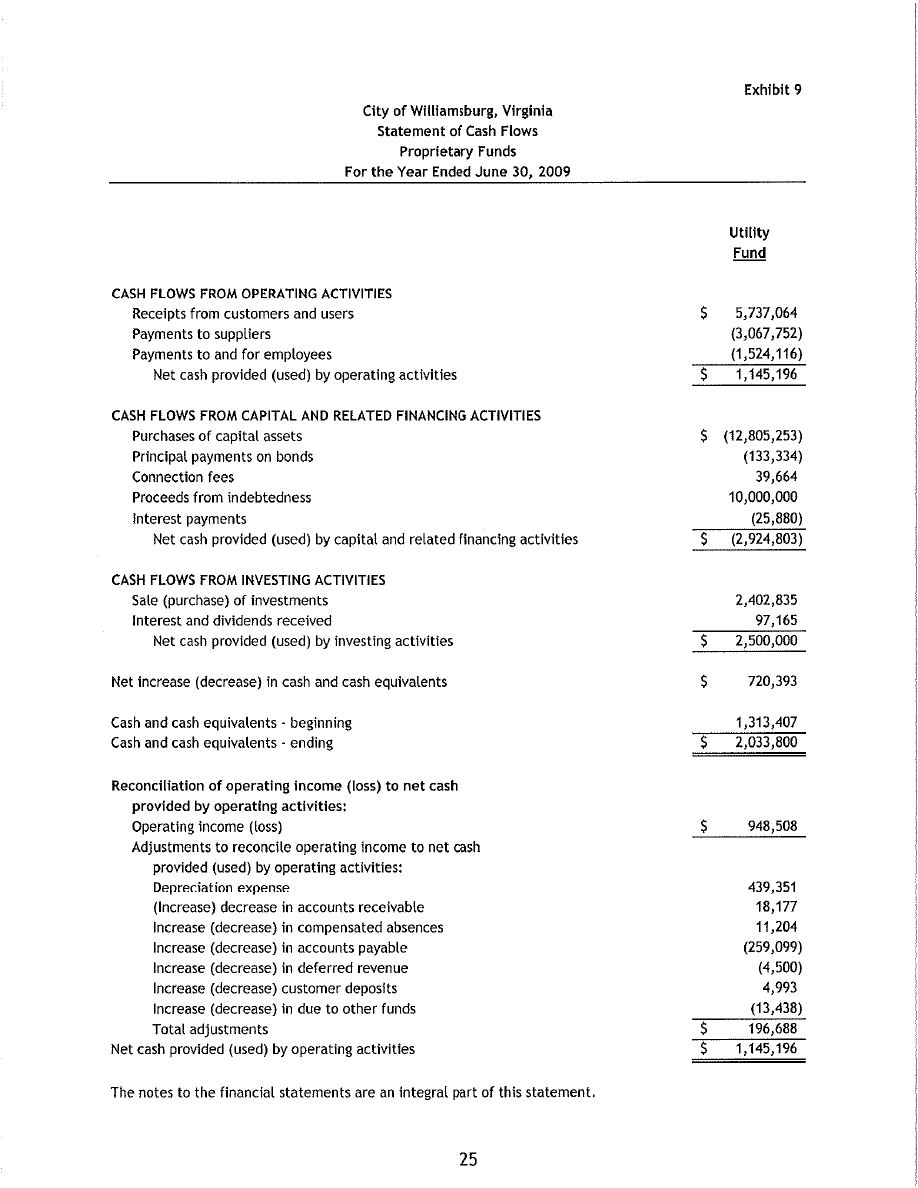 Exhibit 9
City of Williamsburg, Virginia
Statement of Cash Flows
Proprietary Funds
For the Year Ended June 30, 2009
Utility
Fund
CASH FLOWS FROM OPERATING ACTIVITIES
Receipts from customers and users $ 5,737,064
Payments to suppliers (3,067,752)
Payments to and for employees (1,524,116)
Net cash provided (used) by operating activities $ 1,145,196
CASH FLOWS FROM CAPITAL AND RELATED FINANCING ACTIVITIES
Purchases of capital assets $ (12,805,253)
Principal payments on bonds (133,334)
Connection fees 39,664
Proceeds from indebtedness 10,000,000
Interest payments (25,880)
Net cash provided (used) by capital and related financing activities $ (2,924,803)
CASH FLOWS FROM INVESTING ACTIVITIES
Sale (purchase) of investments 2,402,835
Interest and dividends received 97,165
Net cash provided (used) by investing activities $ 2,500,000
Net increase (decrease) in cash and cash equivalents $ 720,393
Cash and cash equivalents - beginning 1,313,407
Cash and cash equivalents - ending $ 2,033,800
Reconciliation of operating income (loss) to net cash
provided by operating activities:
Operating income (loss) $ 948,508
Adjustments to reconcile operating income to net cash
provided (used) by operating activities:
Depreciation expense 439,351
(Increase) decrease in accounts receivable 18,177
Increase (decrease) in compensated absences 11,204
Increase (decrease) in accounts payable (259,099)
Increase (decrease) in deferred revenue (4,500)
Increase (decrease) customer deposits 4,993
Increase (decrease) in due to other funds (13,438)
Total adjustments $ 196,688
Net cash provided (used) by operating activities $ 1,145,196
The notes to the financial statements are an integral part of this statement.
25